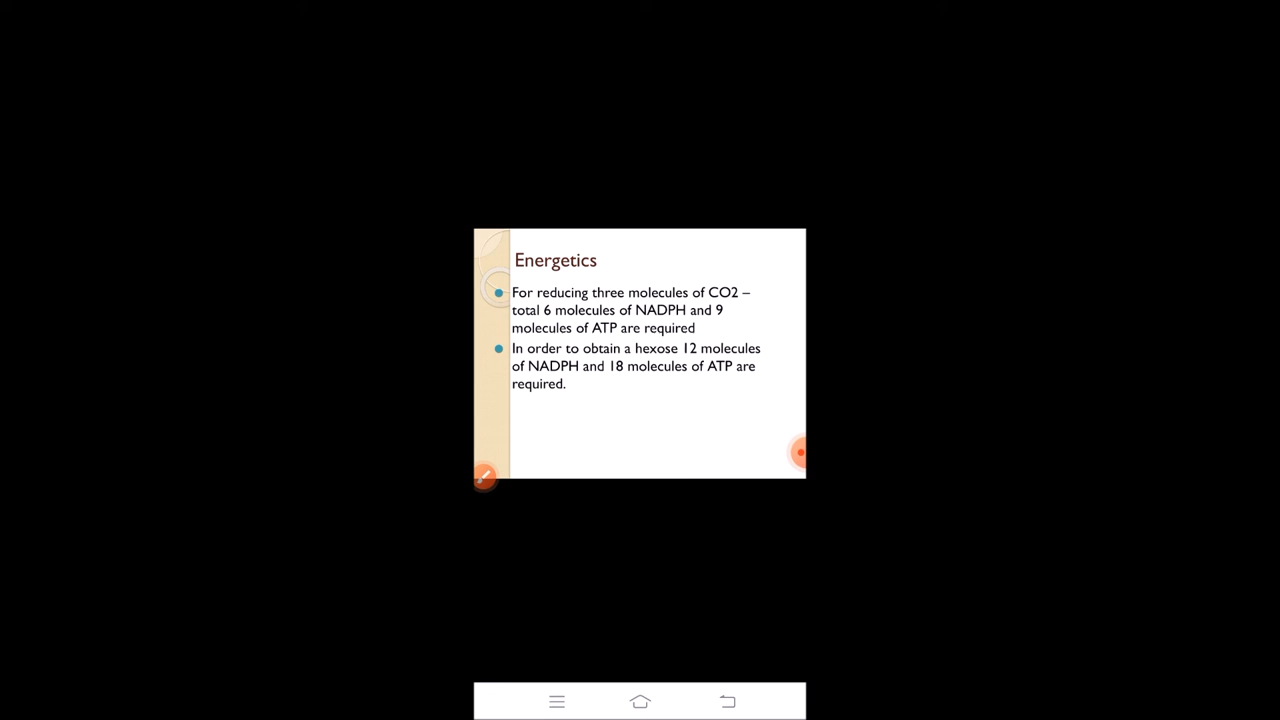 Energetics
For reducing three molecules of CO2 –
total 6 molecules of NADPH and 9
molecules of ATP are required
In order to obtain a hexose 12 molecules
of NADPH and 18 molecules of ATP are
required.